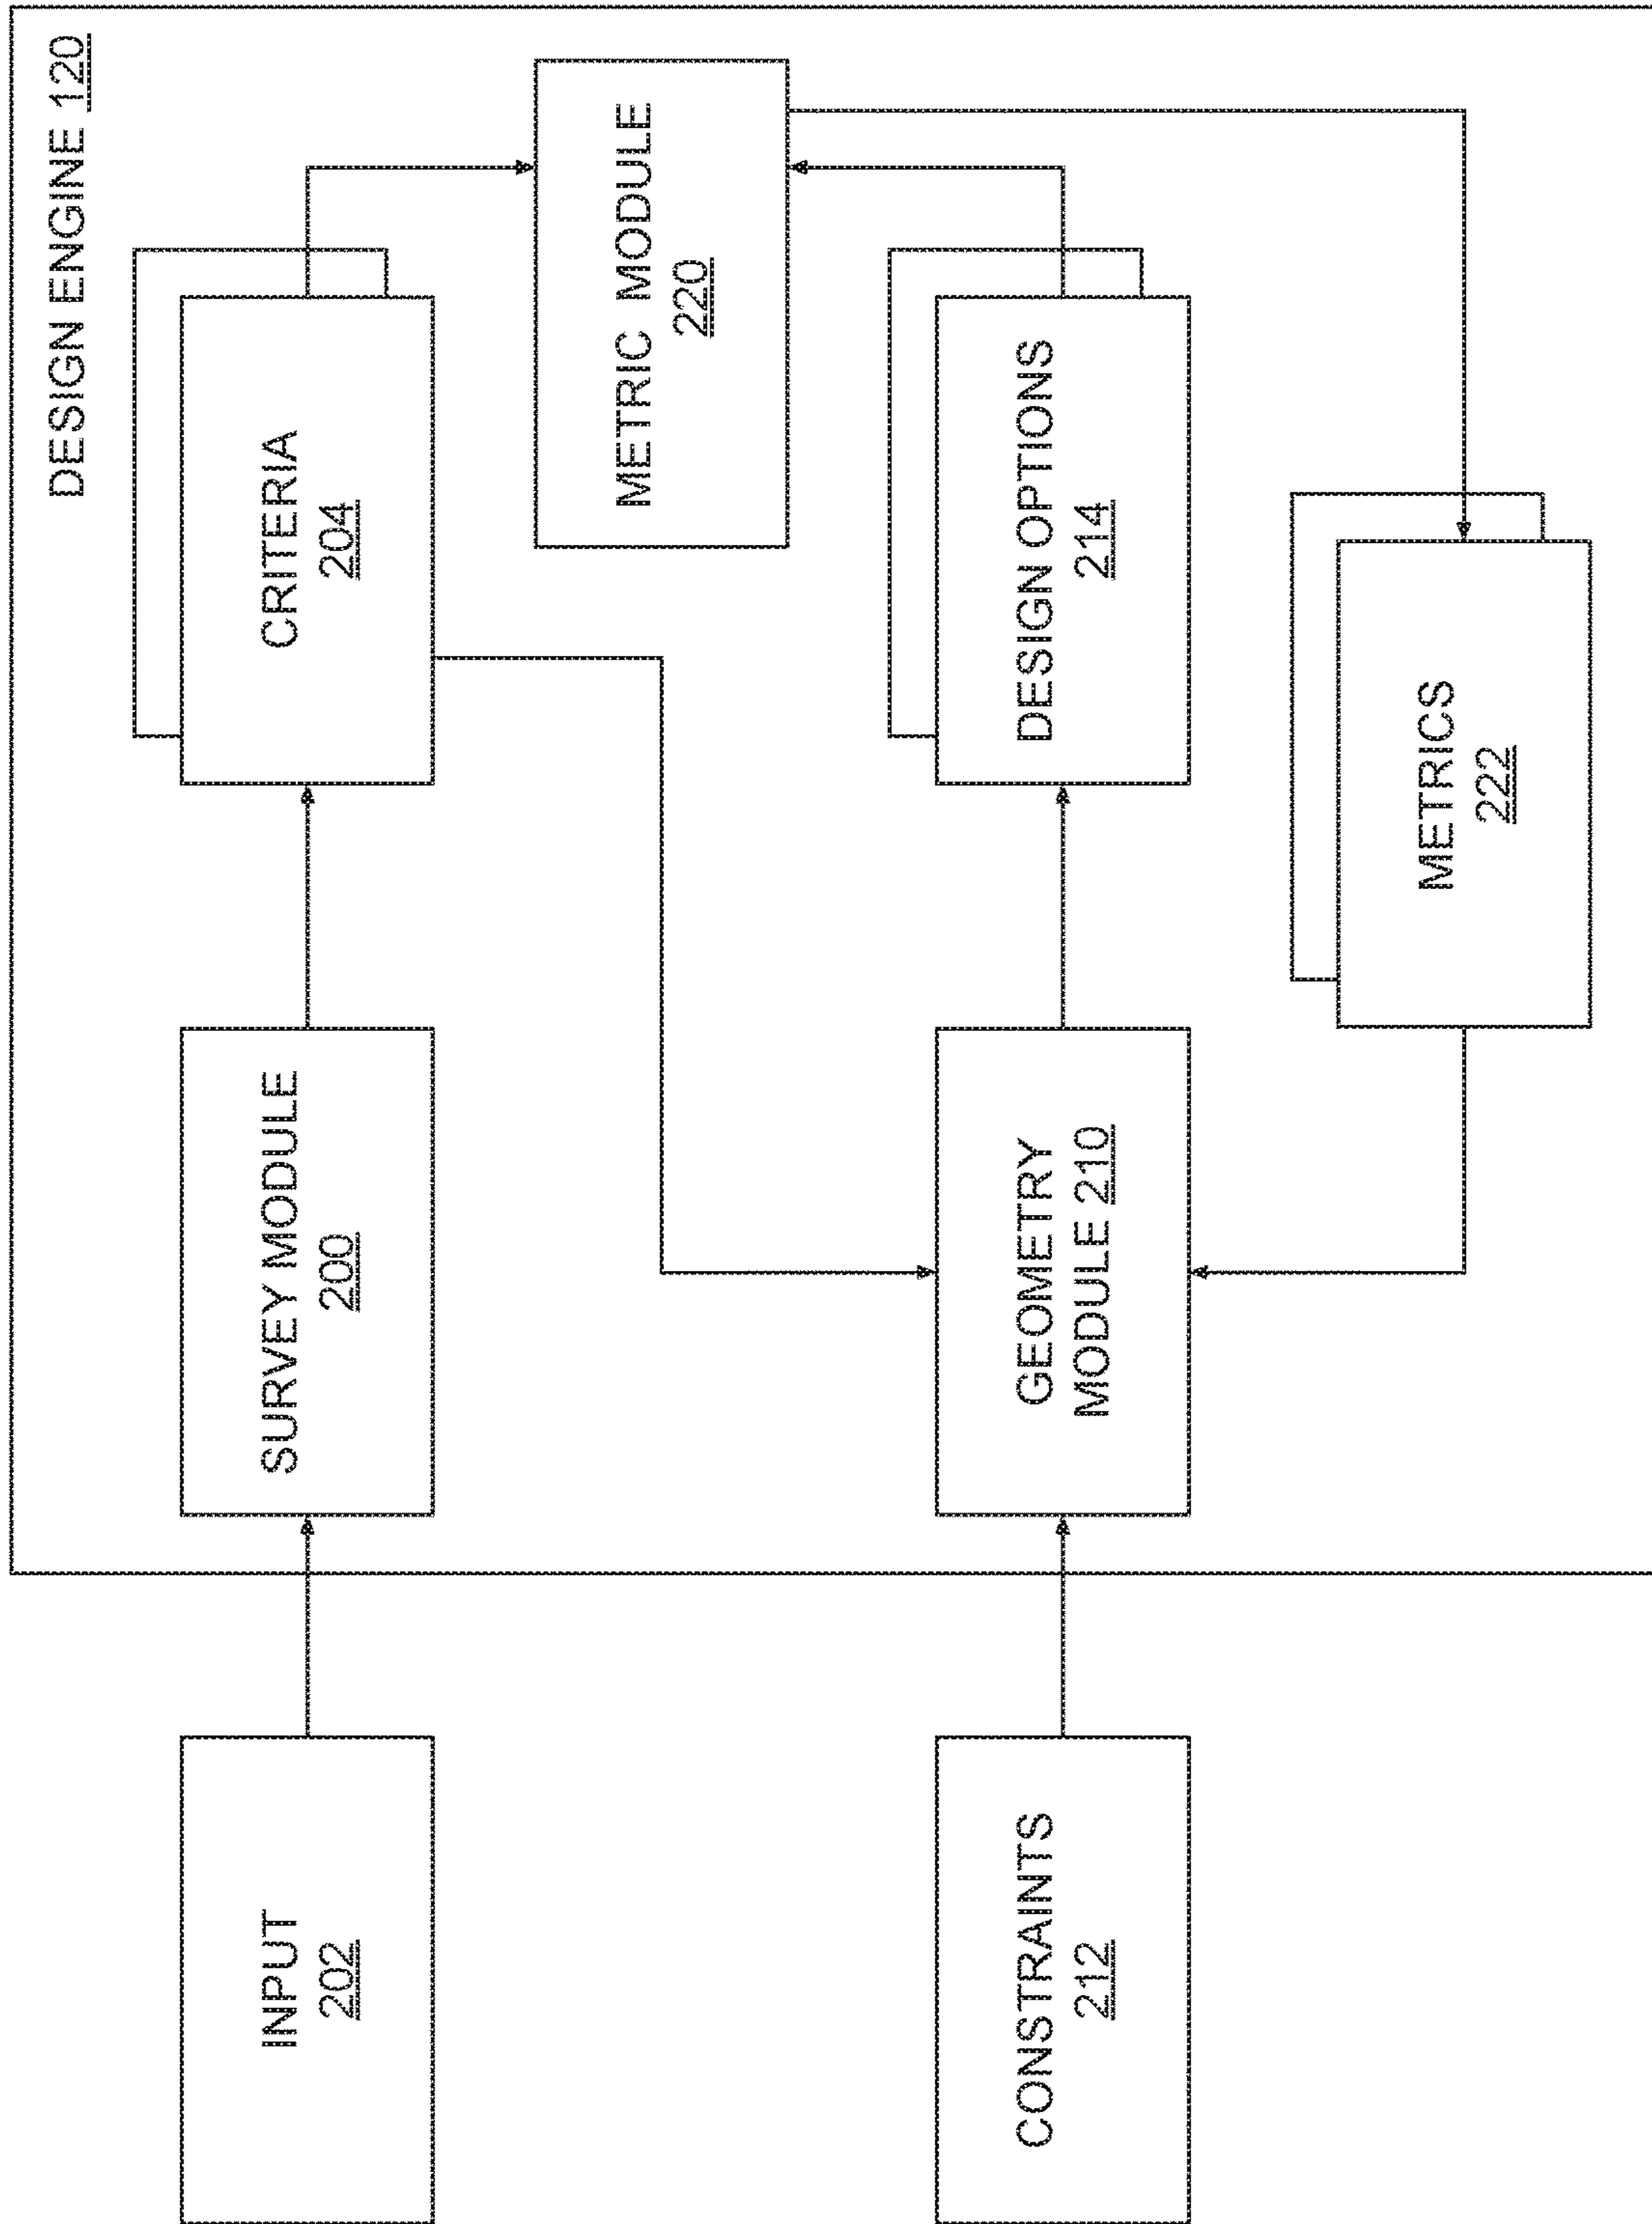 DESIGN ENGINE 120
INPUT
202
SURVEY MODULE
200
CRITERIA
204
METRIC MODULE
220
CONSTRAINTS
212
GEOMETRY
MODULE 210
DESIGN OPTIONS
214
METRICS
222